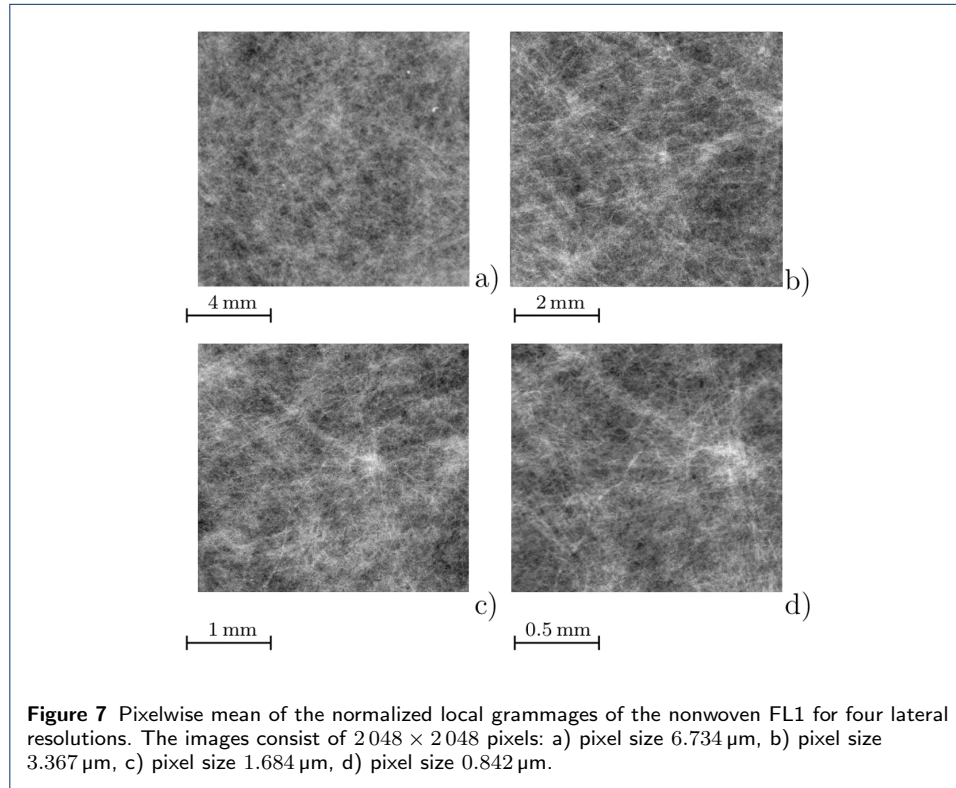 a)
b)
4 mm
2 mm
c)
d)
1 mm
0.5 mm
Figure 7 Pixelwise mean of the normalized local grammages of the nonwoven FL1 for four lateral
resolutions. The images consist of 2 048 × 2 048 pixels: a) pixel size 6.734 µm, b) pixel size
3.367 µm, c) pixel size 1.684 µm, d) pixel size 0.842 µm.